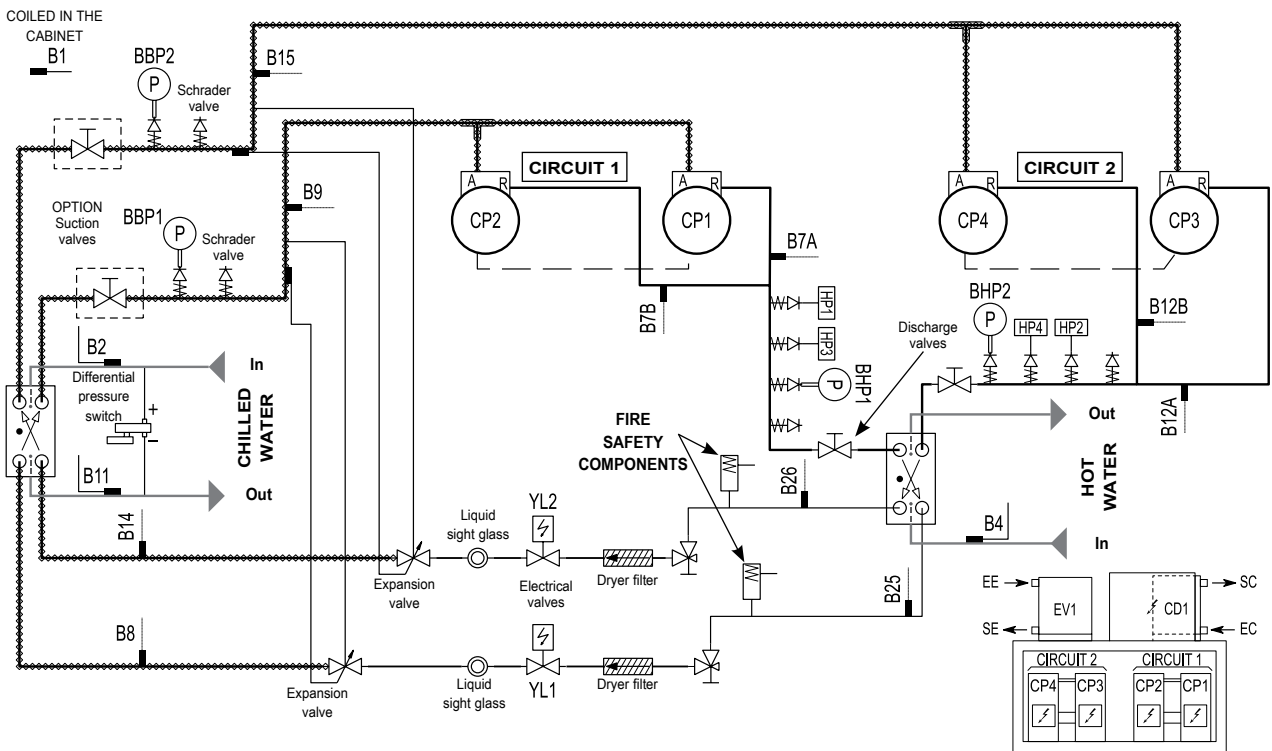 COILED IN THE
CABINET
B1
BBP2
P
Schrader
valve
B15
OPTION
Suction
valves
BBP1
P
Schrader
valve
B9
A
CP2
CIRCUIT 1
A R
CP1
B7A
B7B
HP1
HP3
P
BHP1
Discharge
valves
A R
CP4
CIRCUIT 2
A R
CP3
BHP2
P
HP4
HP2
B12B
B12A
B2
In
Differential
pressure
switch
+
–
CHILLED
WATER
B11
Out
B14
B8
FIRE
SAFETY
COMPONENTS
B26
Out
HOT
WATER
B4
In
B25
Expansion
valve
Liquid
sight glass
YL2
Electrical
valves
Dryer filter
Expansion
valve
Liquid
sight glass
YL1
Dryer filter
EE
SE
EV1
CD1
SC
EC
CIRCUIT 2
CIRCUIT 1
CP4
CP3
CP2
CP1
R